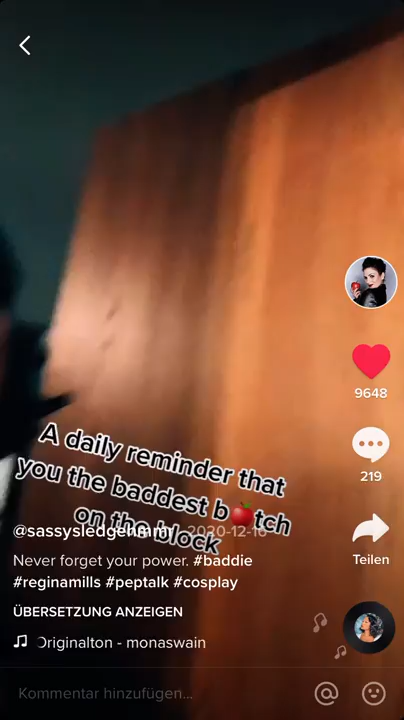 9648
219
A daily reminder that
you the baddest b🍎tch
on the block
Teilen
2020-12-16
Never forget your power. #baddie
#reginamills #peptalk #cosplay
ÜBERSETZUNG ANZEIGEN
Originalton - monaswain
Kommentar hinzufügen...